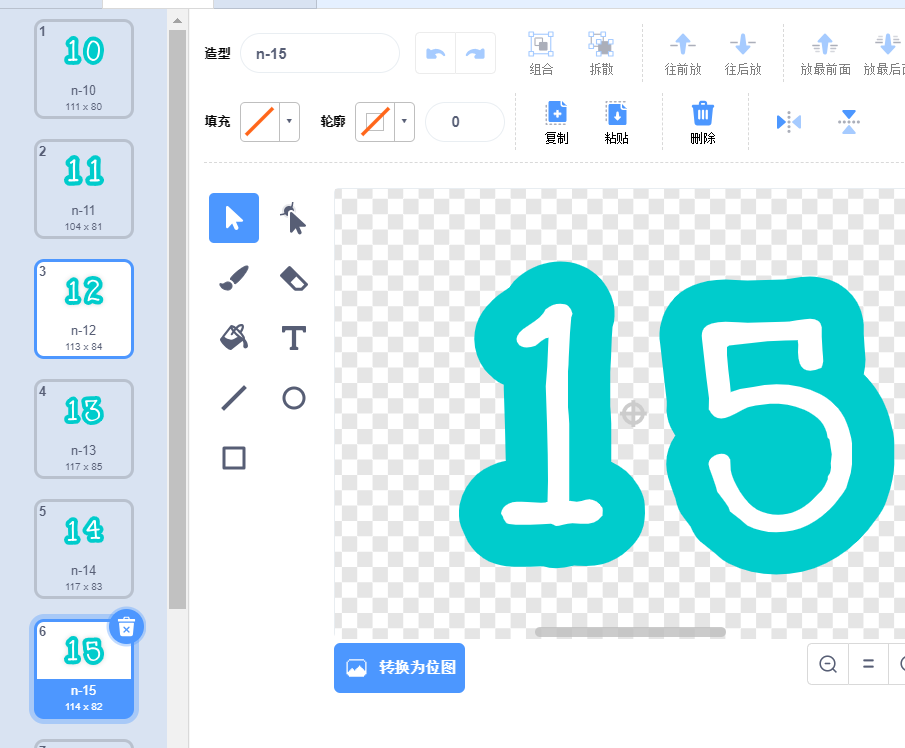 1
10
n-10
111 x 80
2
11
n-11
104 x 81
3
12
n-12
113 x 84
4
13
n-13
117 x 85
5
14
n-14
117 x 83
6
15
n-15
114 x 82
造型 n-15
组合 拆散 往前放 往后放 放最前面 放最后面
填充 轮廓 0
复制 粘贴 删除
T
15
转换为位图